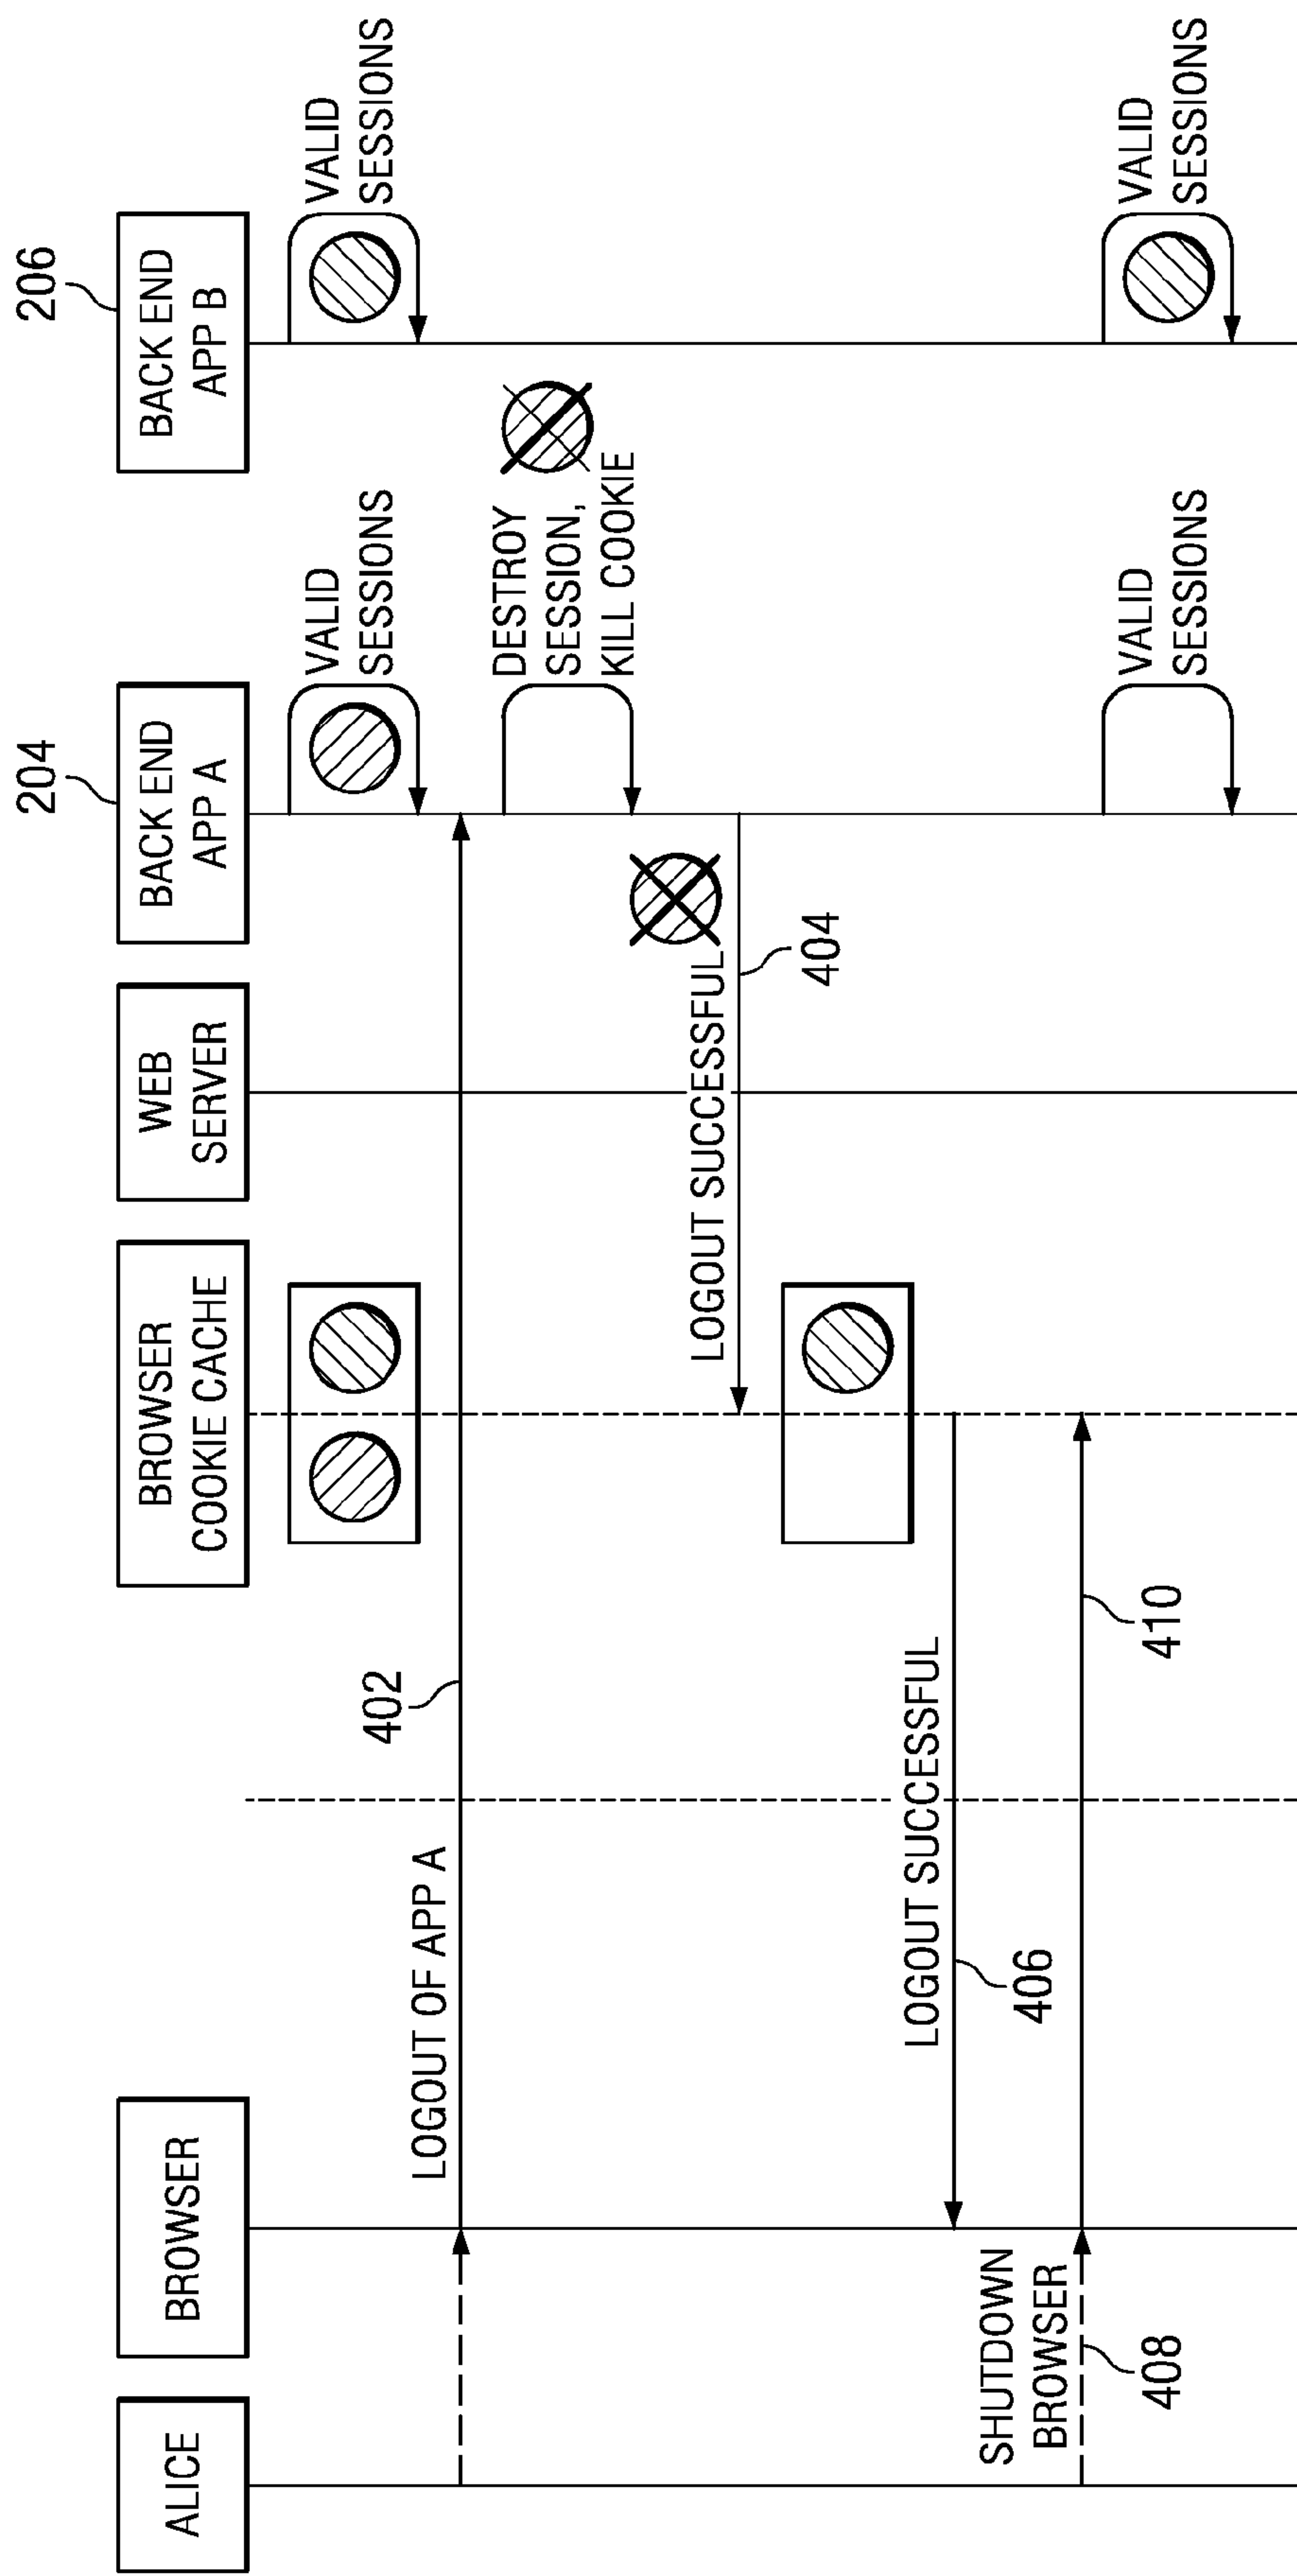 ALICE
BROWSER
BROWSER
COOKIE CACHE
WEB
SERVER
204
BACK END
APP A
206
BACK END
APP B
VALID
SESSIONS
VALID
SESSIONS
LOGOUT OF APP A
402
DESTROY
SESSION,
KILL COOKIE
LOGOUT SUCCESSFUL
404
LOGOUT SUCCESSFUL
406
SHUTDOWN
BROWSER
408
410
VALID
SESSIONS
VALID
SESSIONS